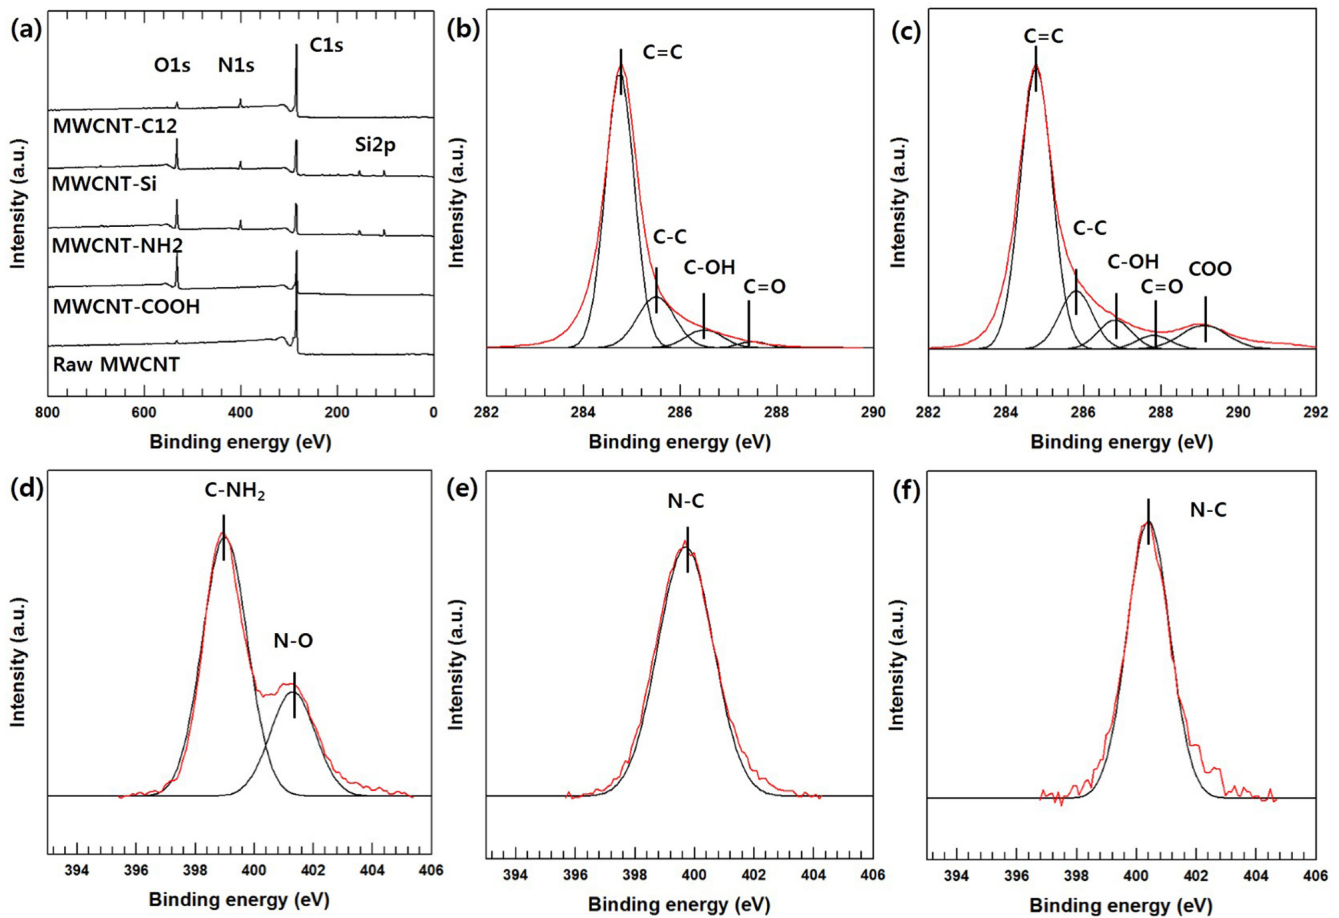 (a)
C1s
O1s N1s
MWCNT-C12
Si2p
MWCNT-Si
MWCNT-NH2
MWCNT-COOH
Raw MWCNT
Intensity (a.u.)
800 600 400 200 0
Binding energy (eV)
(b)
C=C
C-C
C-OH
C=O
Intensity (a.u.)
282 284 286 288 290
Binding energy (eV)
(c)
C=C
C-C
C-OH
C=O
COO
Intensity (a.u.)
282 284 286 288 290 292
Binding energy (eV)
(d)
C-NH₂
N-O
Intensity (a.u.)
394 396 398 400 402 404 406
Binding energy (eV)
(e)
N-C
Intensity (a.u.)
394 396 398 400 402 404 406
Binding energy (eV)
(f)
N-C
Intensity (a.u.)
394 396 398 400 402 404 406
Binding energy (eV)